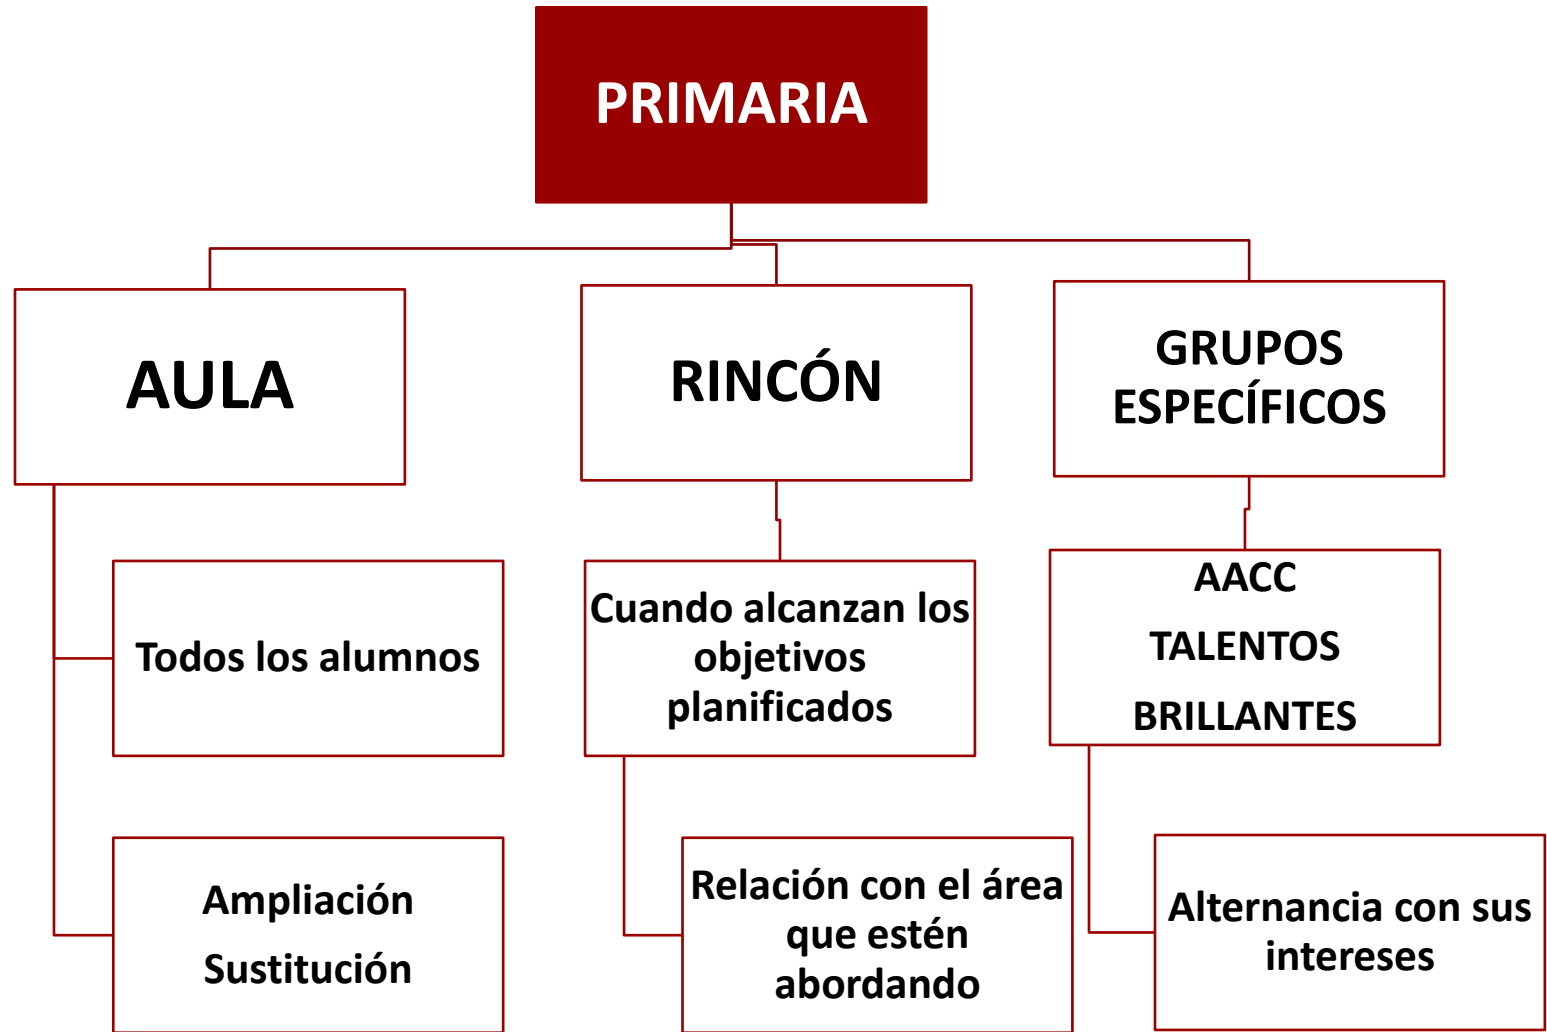 PRIMARIA
AULA
RINCÓN
GRUPOS
ESPECÍFICOS
Todos los alumnos
Cuando alcanzan los
objetivos
planificados
AACC
TALENTOS
BRILLANTES
Ampliación
Sustitución
Relación con el área
que estén
abordando
Alternancia con sus
intereses